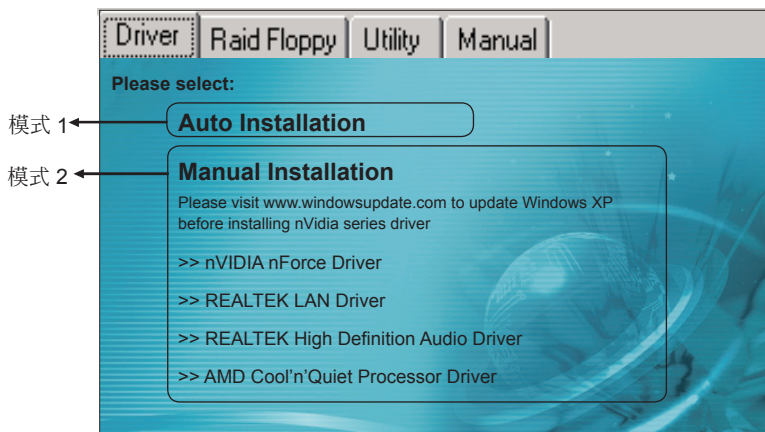 Driver Raid Floppy Utility Manual
Please select:
模式 1
Auto Installation
模式 2
Manual Installation
Please visit www.windowsupdate.com to update Windows XP
before installing nVidia series driver
>> nVIDIA nForce Driver
>> REALTEK LAN Driver
>> REALTEK High Definition Audio Driver
>> AMD Cool'n'Quiet Processor Driver